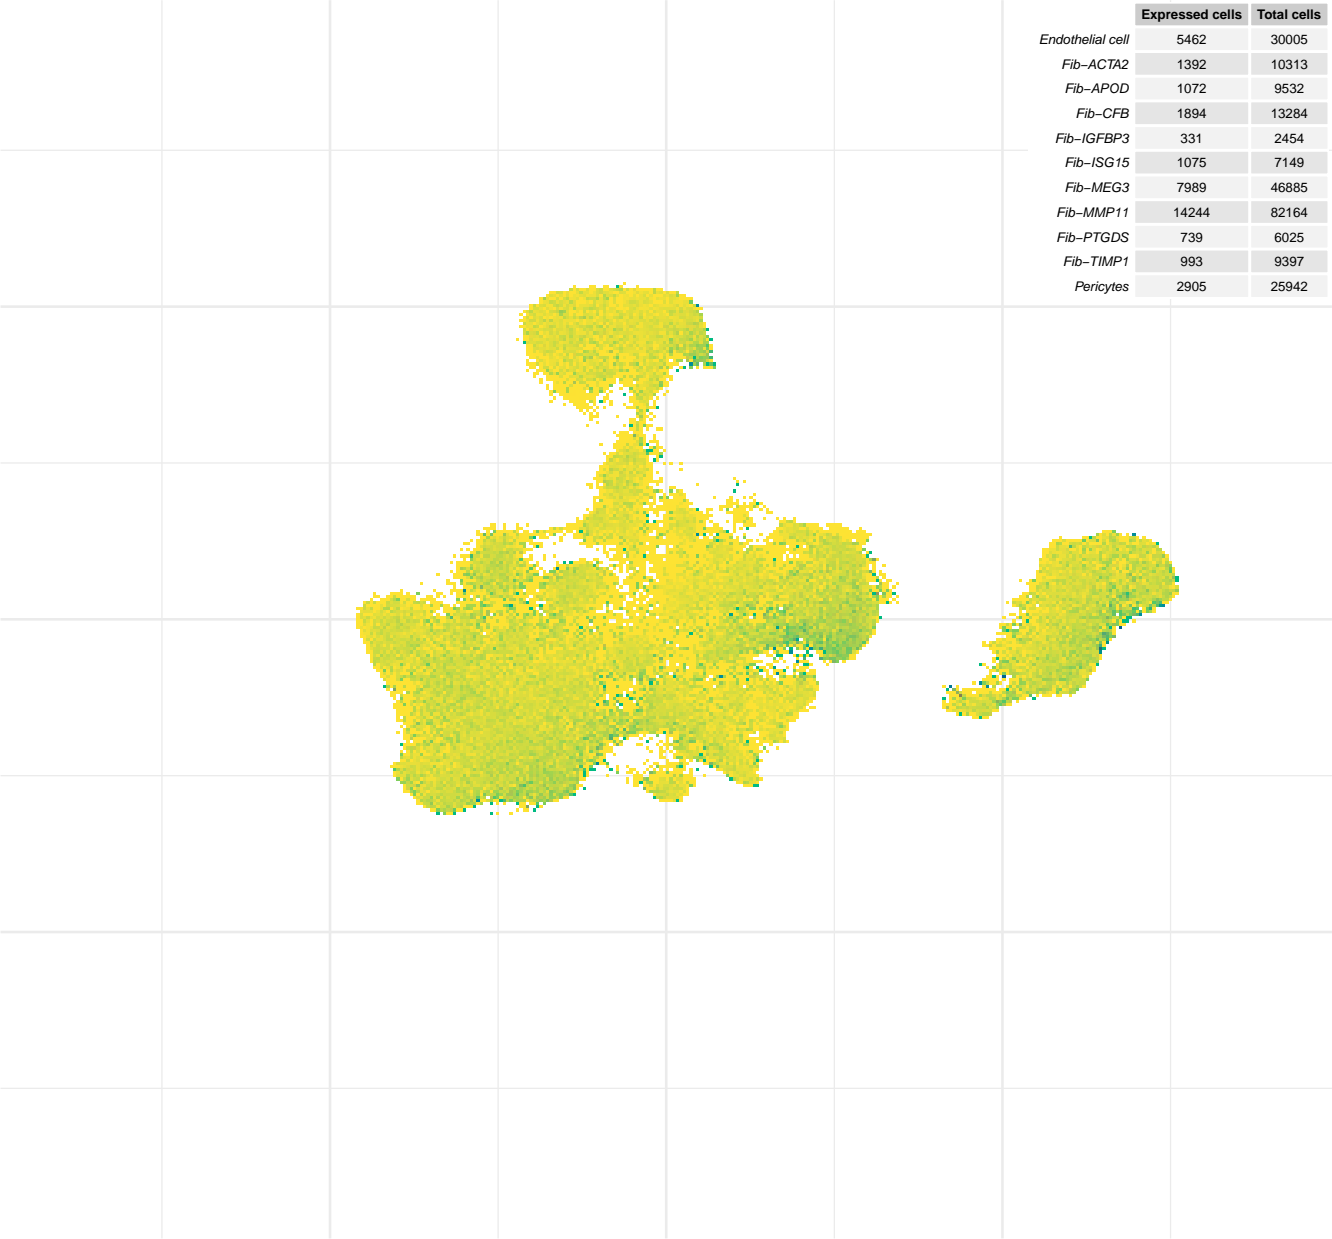 Expressed cells Total cells
Endothelial cell 5462 30005
Fib−ACTA2 1392 10313
Fib−APOD 1072 9532
Fib−CFB 1894 13284
Fib−IGFBP3 331 2454
Fib−ISG15 1075 7149
Fib−MEG3 7989 46885
Fib−MMP11 14244 82164
Fib−PTGDS 739 6025
Fib−TIMP1 993 9397
Pericytes 2905 25942